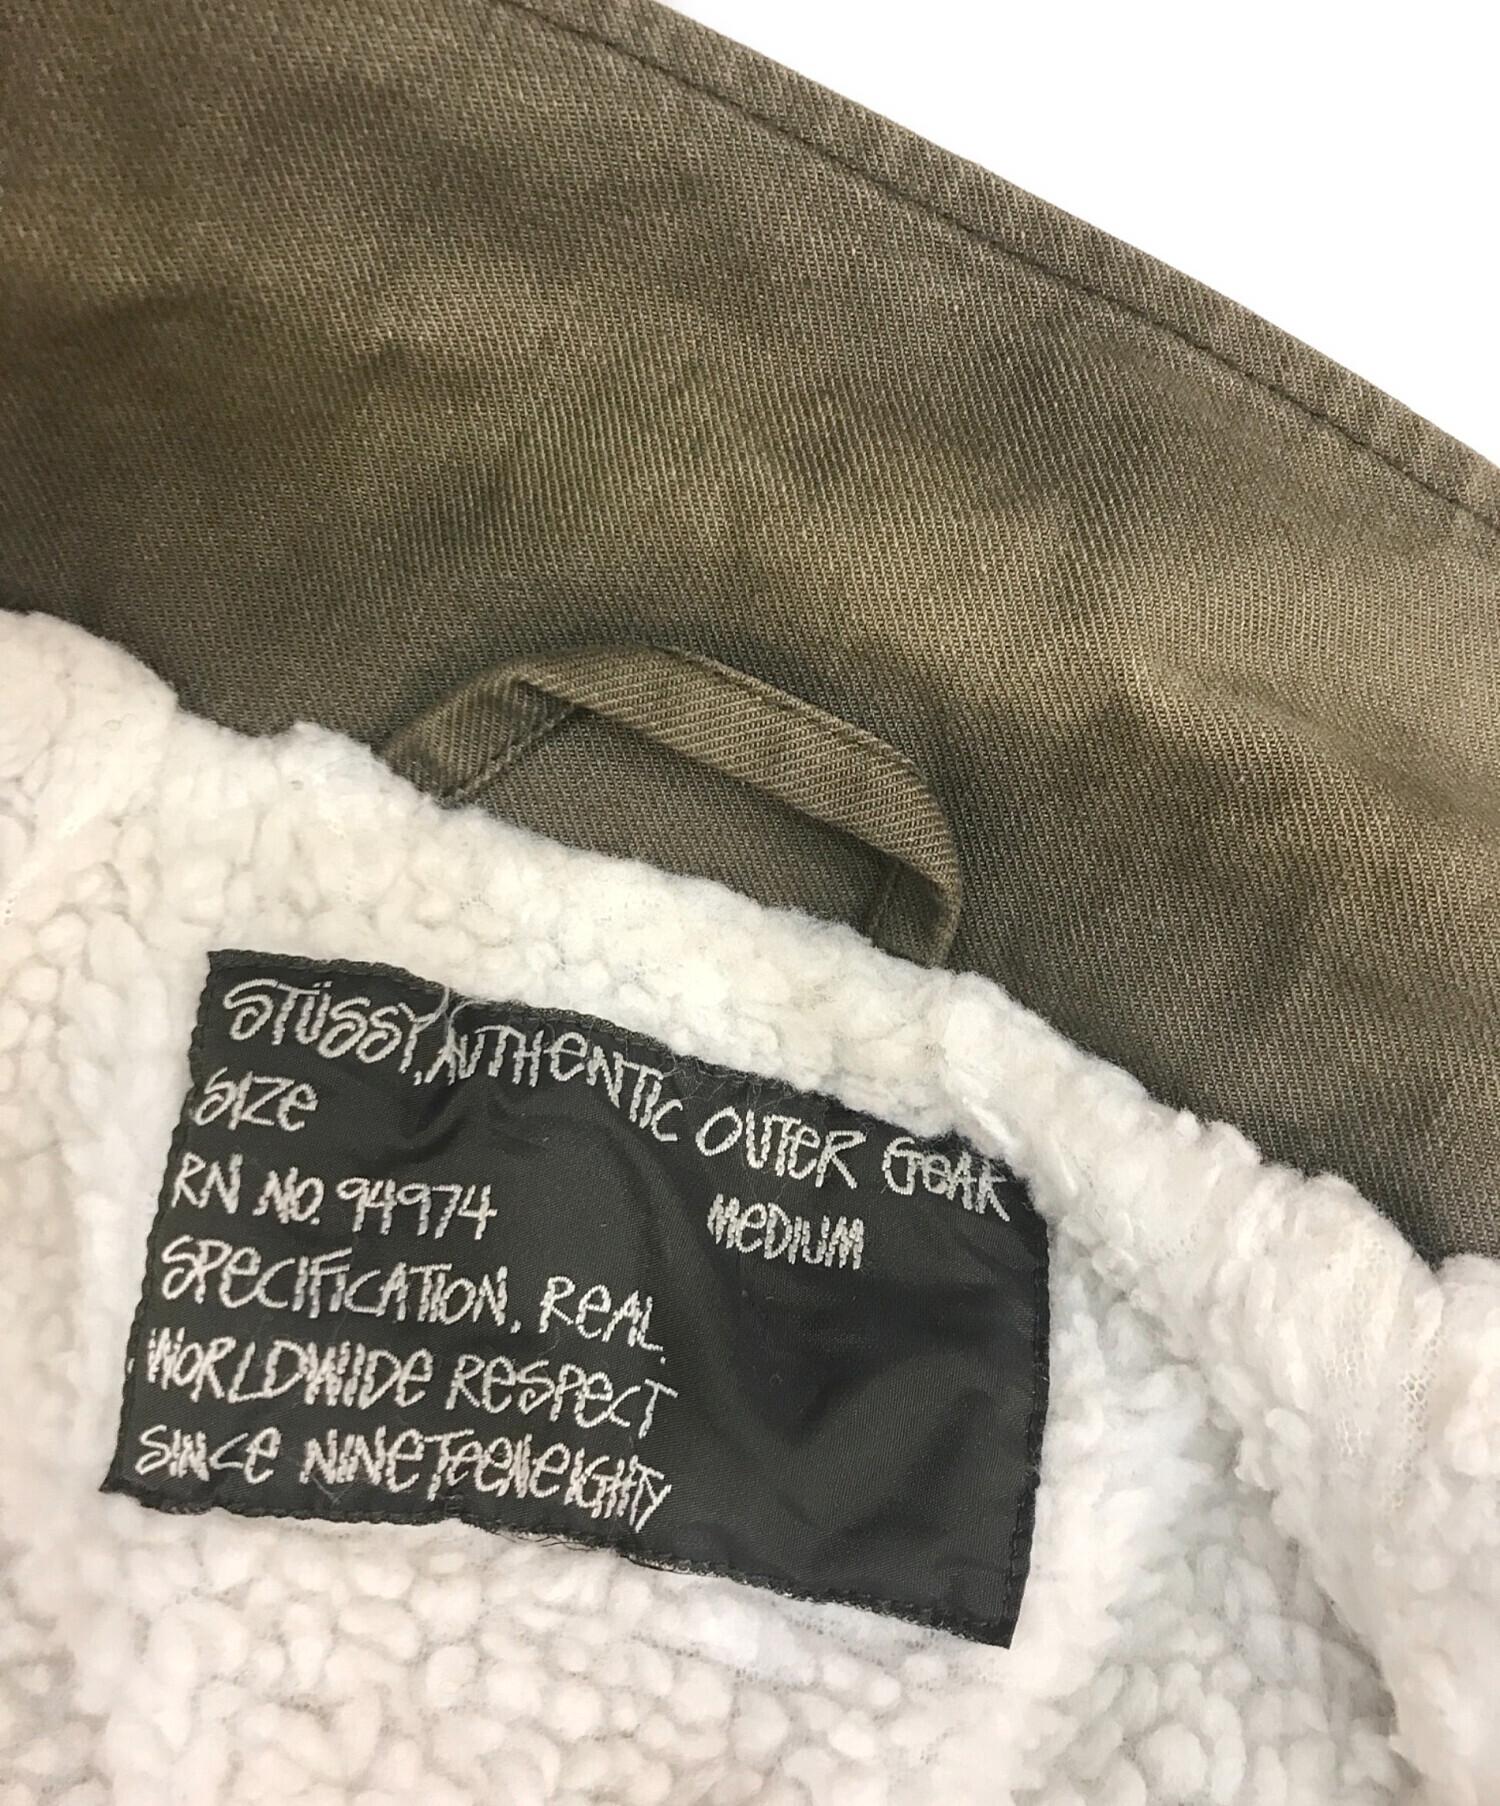 STÜSSY, AUTHENTIC OUTER GEAR
SIZE MEDIUM
RN NO. 94974
SPECIFICATION. REAL.
WORLDWIDE RESPECT
SINCE NINETEENEIGHTY